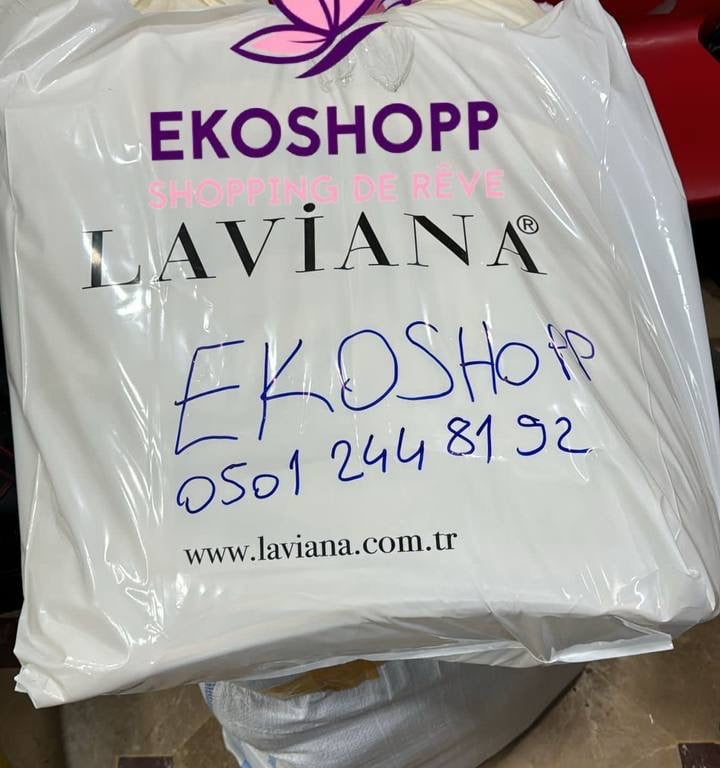 EKOSHOPP
SHOPPING DE RÊVE
LAVİANA®
EKOSHOPP
0501 244 81 92
www.laviana.com.tr